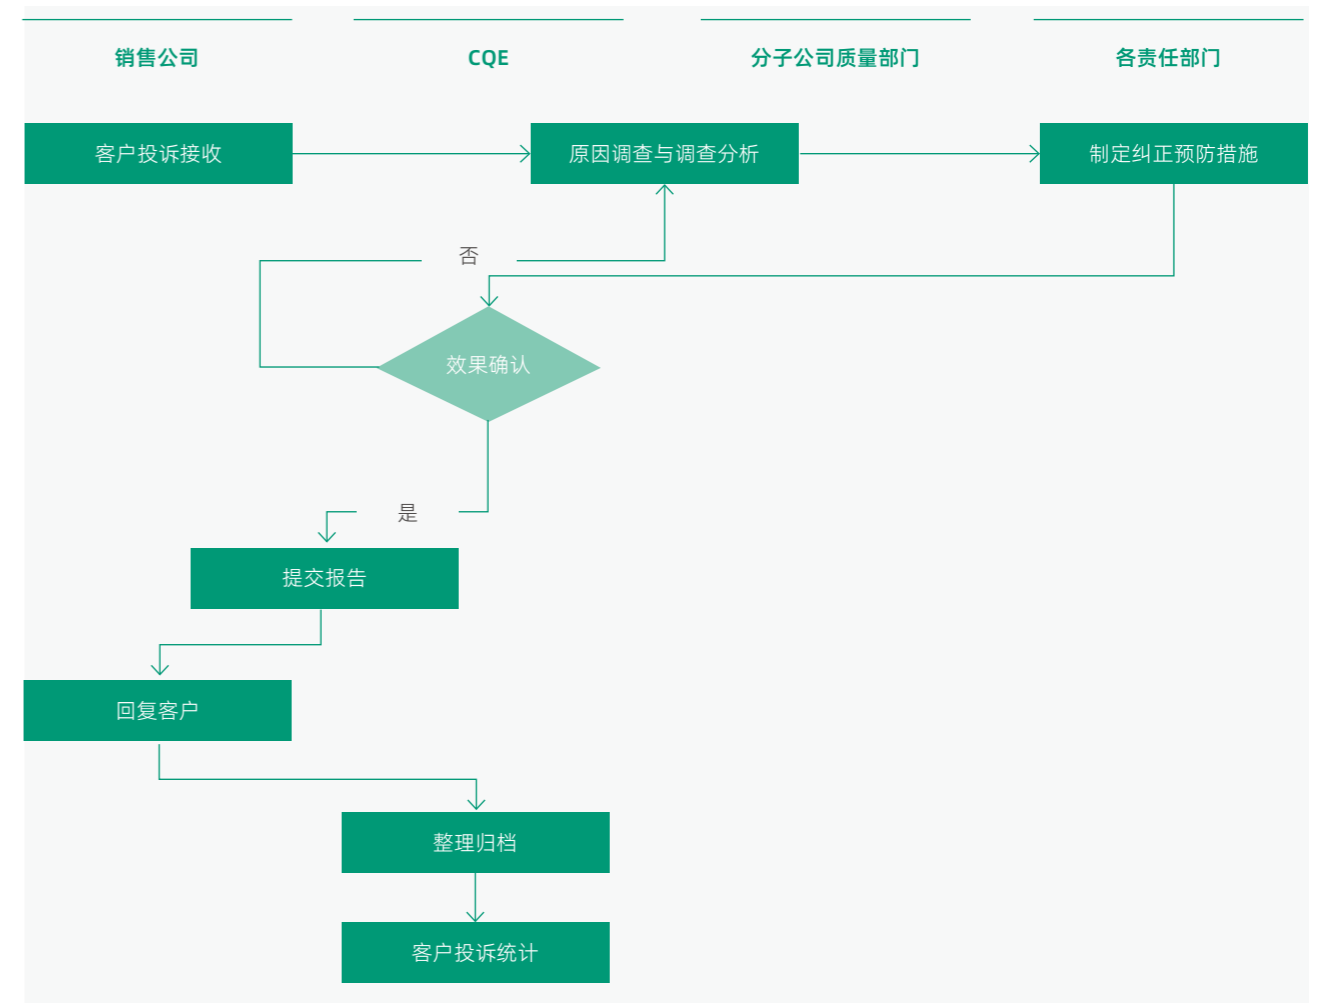 销售公司
CQE
分子公司质量部门
各责任部门
客户投诉接收
原因调查与调查分析
制定纠正预防措施
否
效果确认
是
提交报告
回复客户
整理归档
客户投诉统计